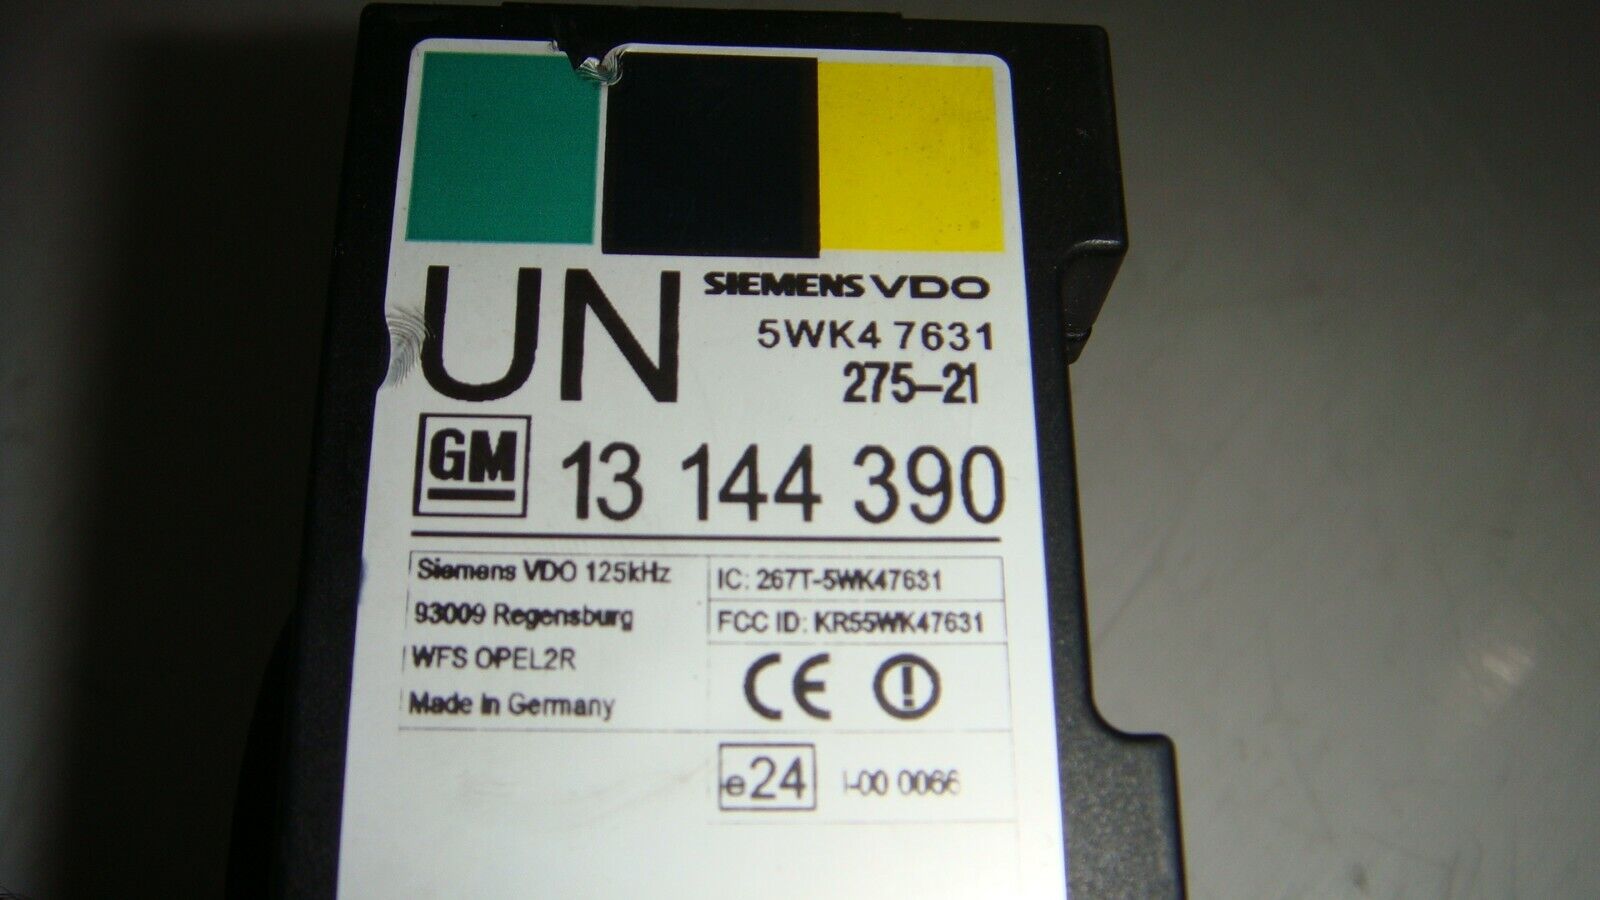 UN
SIEMENS VDO
5WK4 7631
275-21
GM 13 144 390
Siemens VDO 125kHz
93009 Regensburg
WFS OPEL2R
Made in Germany
IC: 267T-5WK47631
FCC ID: KR55WK47631
CE
e24 I-00 0066